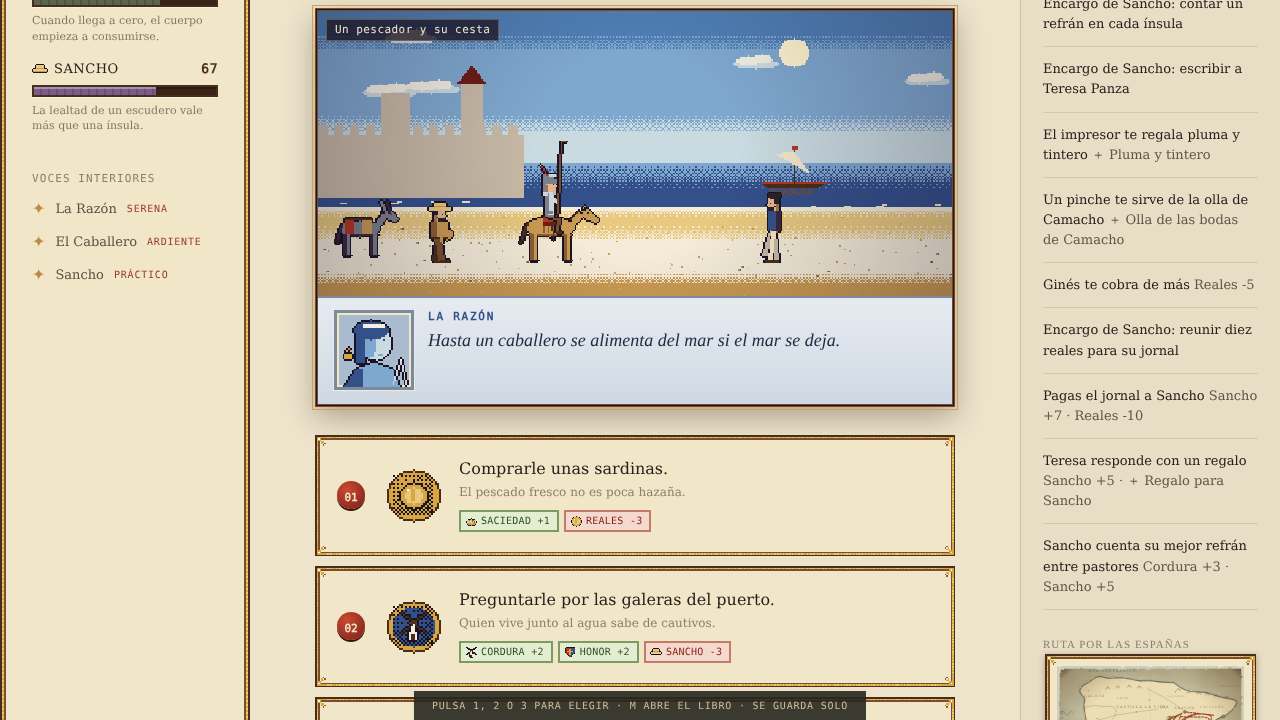 Cuando llega a cero, el cuerpo
empieza a consumirse.
SANCHO 67
La lealtad de un escudero vale
más que una ínsula.
VOCES INTERIORES
La Razón SERENA
El Caballero ARDIENTE
Sancho PRÁCTICO
Un pescador y su cesta
LA RAZÓN
Hasta un caballero se alimenta del mar si el mar se deja.
01
Comprarle unas sardinas.
El pescado fresco no es poca hazaña.
SACIEDAD +1 REALES -3
02
Preguntarle por las galeras del puerto.
Quien vive junto al agua sabe de cautivos.
CORDURA +2 HONOR +2 SANCHO -3
PULSA 1, 2 O 3 PARA ELEGIR · M ABRE EL LIBRO · SE GUARDA SOLO
Encargo de Sancho: contar un
refrán en cada ínsula
Encargo de Sancho: escribir a
Teresa Panza
El impresor te regala pluma y
tintero + Pluma y tintero
Un pinche te sirve de la olla de
Camacho + Olla de las bodas
de Camacho
Ginés te cobra de más Reales -5
Encargo de Sancho: reunir diez
reales para su jornal
Pagas el jornal a Sancho Sancho
+7 · Reales -10
Teresa responde con un regalo
Sancho +5 · + Regalo para
Sancho
Sancho cuenta su mejor refrán
entre pastores Cordura +3 ·
Sancho +5
RUTA POR LAS ESPAÑAS